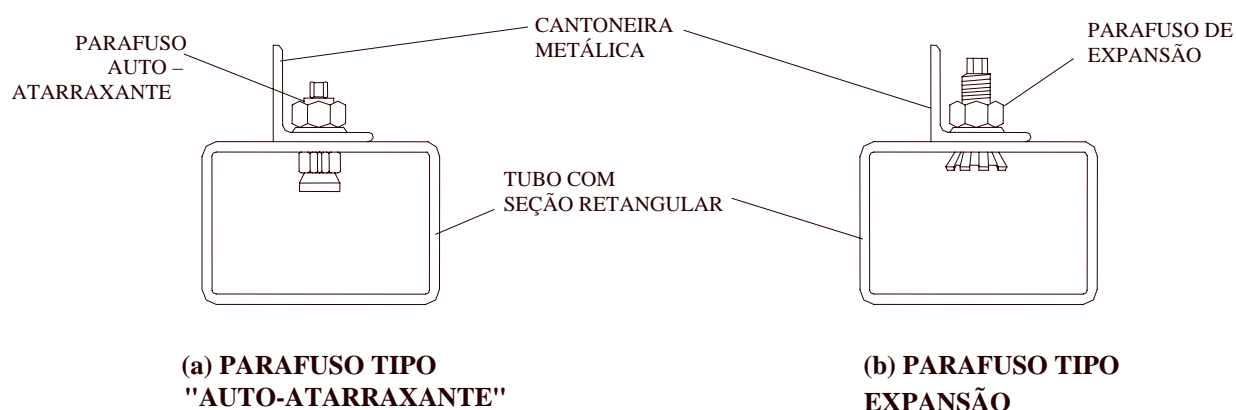 PARAFUSO
AUTO –
ATARRAXANTE
CANTONEIRA
METÁLICA
PARAFUSO DE
EXPANSÃO
TUBO COM
SEÇÃO RETANGULAR
(a) PARAFUSO TIPO
"AUTO-ATARRAXANTE"
(b) PARAFUSO TIPO
EXPANSÃO